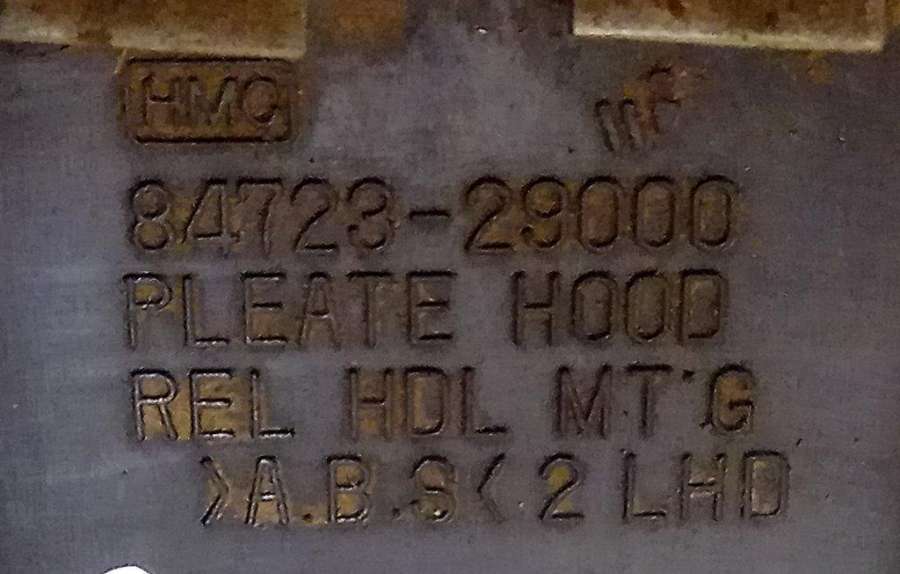 HMC
84723-29000
PLEATE HOOD
REL HDL MT'G
>A.B.S< 2 LHD